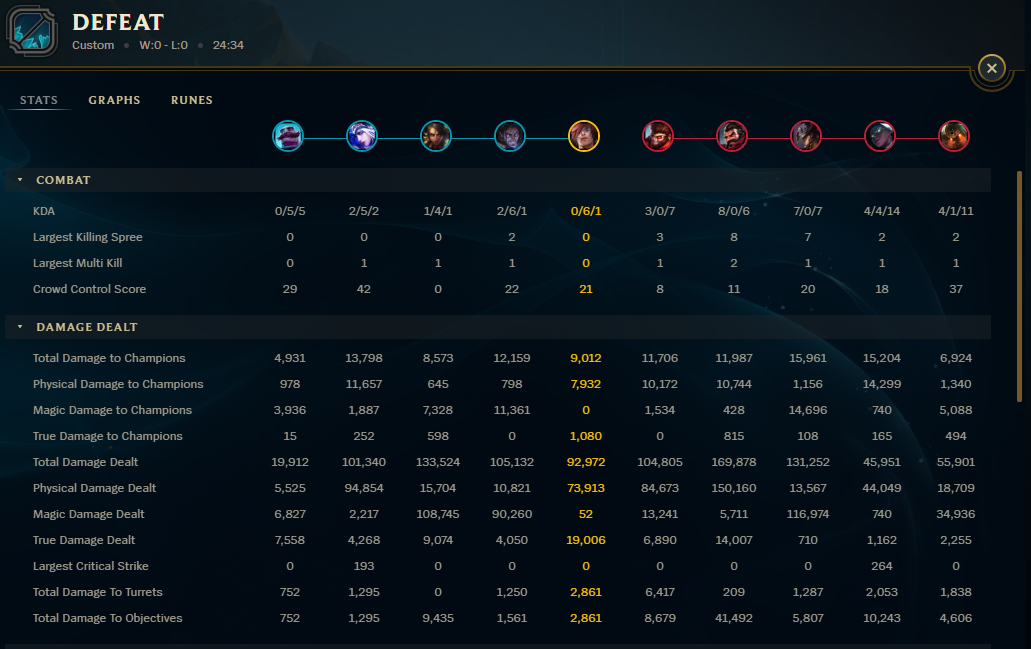 DEFEAT
Custom • W:0 - L:0 • 24:34
STATS GRAPHS RUNES
COMBAT
KDA 0/5/5 2/5/2 1/4/1 2/6/1 0/6/1 3/0/7 8/0/6 7/0/7 4/4/14 4/1/11
Largest Killing Spree 0 0 0 2 0 3 8 7 2 2
Largest Multi Kill 0 1 1 1 0 1 2 1 1 1
Crowd Control Score 29 42 0 22 21 8 11 20 18 37
DAMAGE DEALT
Total Damage to Champions 4,931 13,798 8,573 12,159 9,012 11,706 11,987 15,961 15,204 6,924
Physical Damage to Champions 978 11,657 645 798 7,932 10,172 10,744 1,156 14,299 1,340
Magic Damage to Champions 3,936 1,887 7,328 11,361 0 1,534 428 14,696 740 5,088
True Damage to Champions 15 252 598 0 1,080 0 815 108 165 494
Total Damage Dealt 19,912 101,340 133,524 105,132 92,972 104,805 169,878 131,252 45,951 55,901
Physical Damage Dealt 5,525 94,854 15,704 10,821 73,913 84,673 150,160 13,567 44,049 18,709
Magic Damage Dealt 6,827 2,217 108,745 90,260 52 13,241 5,711 116,974 740 34,936
True Damage Dealt 7,558 4,268 9,074 4,050 19,006 6,890 14,007 710 1,162 2,255
Largest Critical Strike 0 193 0 0 0 0 0 0 264 0
Total Damage To Turrets 752 1,295 0 1,250 2,861 6,417 209 1,287 2,053 1,838
Total Damage To Objectives 752 1,295 9,435 1,561 2,861 8,679 41,492 5,807 10,243 4,606